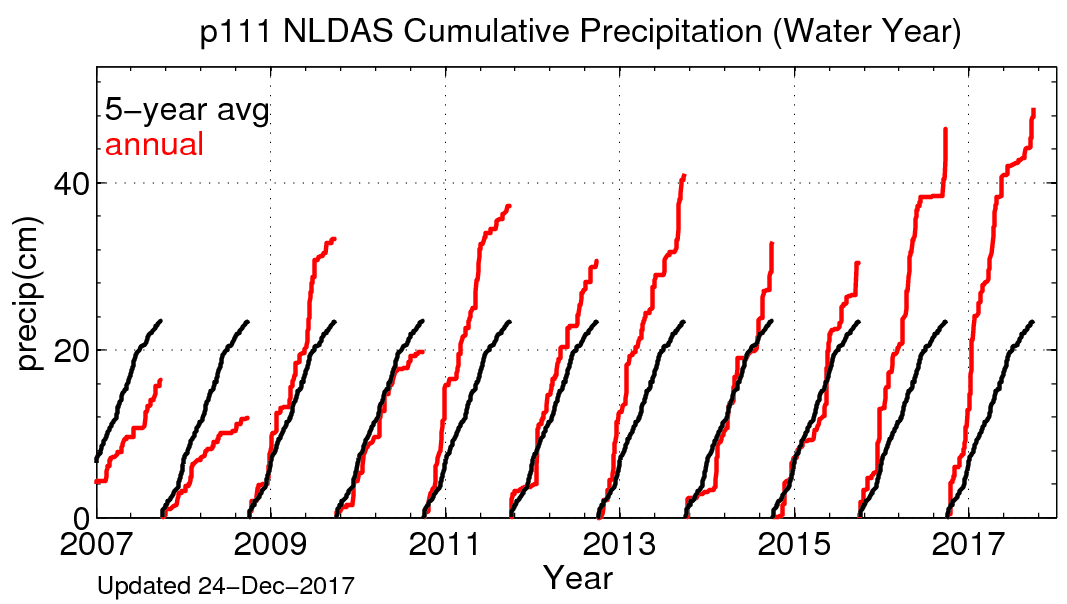 p111 NLDAS Cumulative Precipitation (Water Year)
5−year avg
annual
40
20
0
precip(cm)
2007 2009 2011 2013 2015 2017
Year
Updated 24−Dec−2017